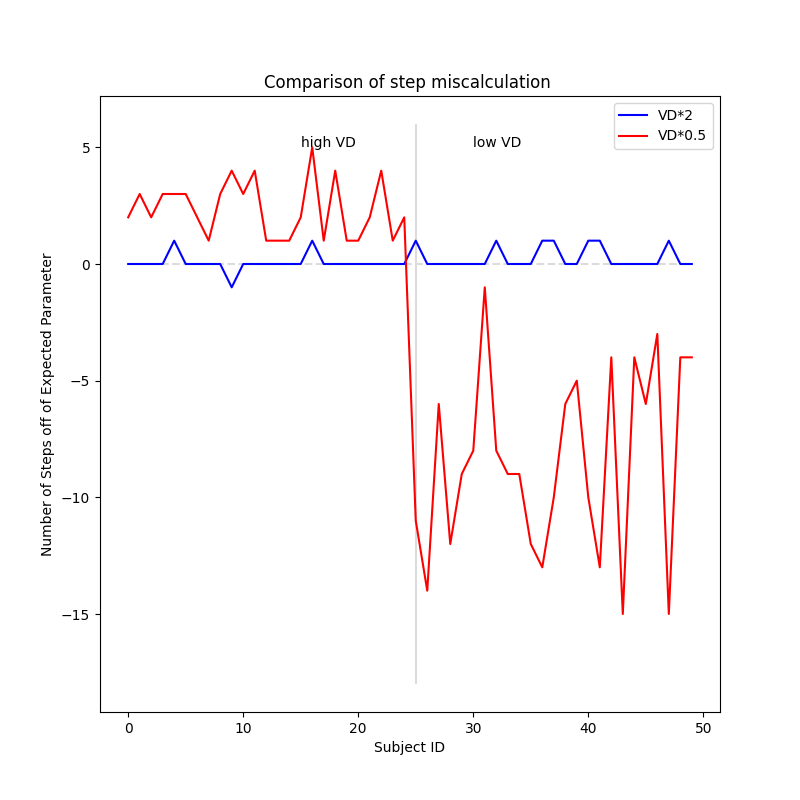 Comparison of step miscalculation
VD*2
VD*0.5
high VD
low VD
5
0
−5
−10
−15
Number of Steps off of Expected Parameter
0
10
20
30
40
50
Subject ID